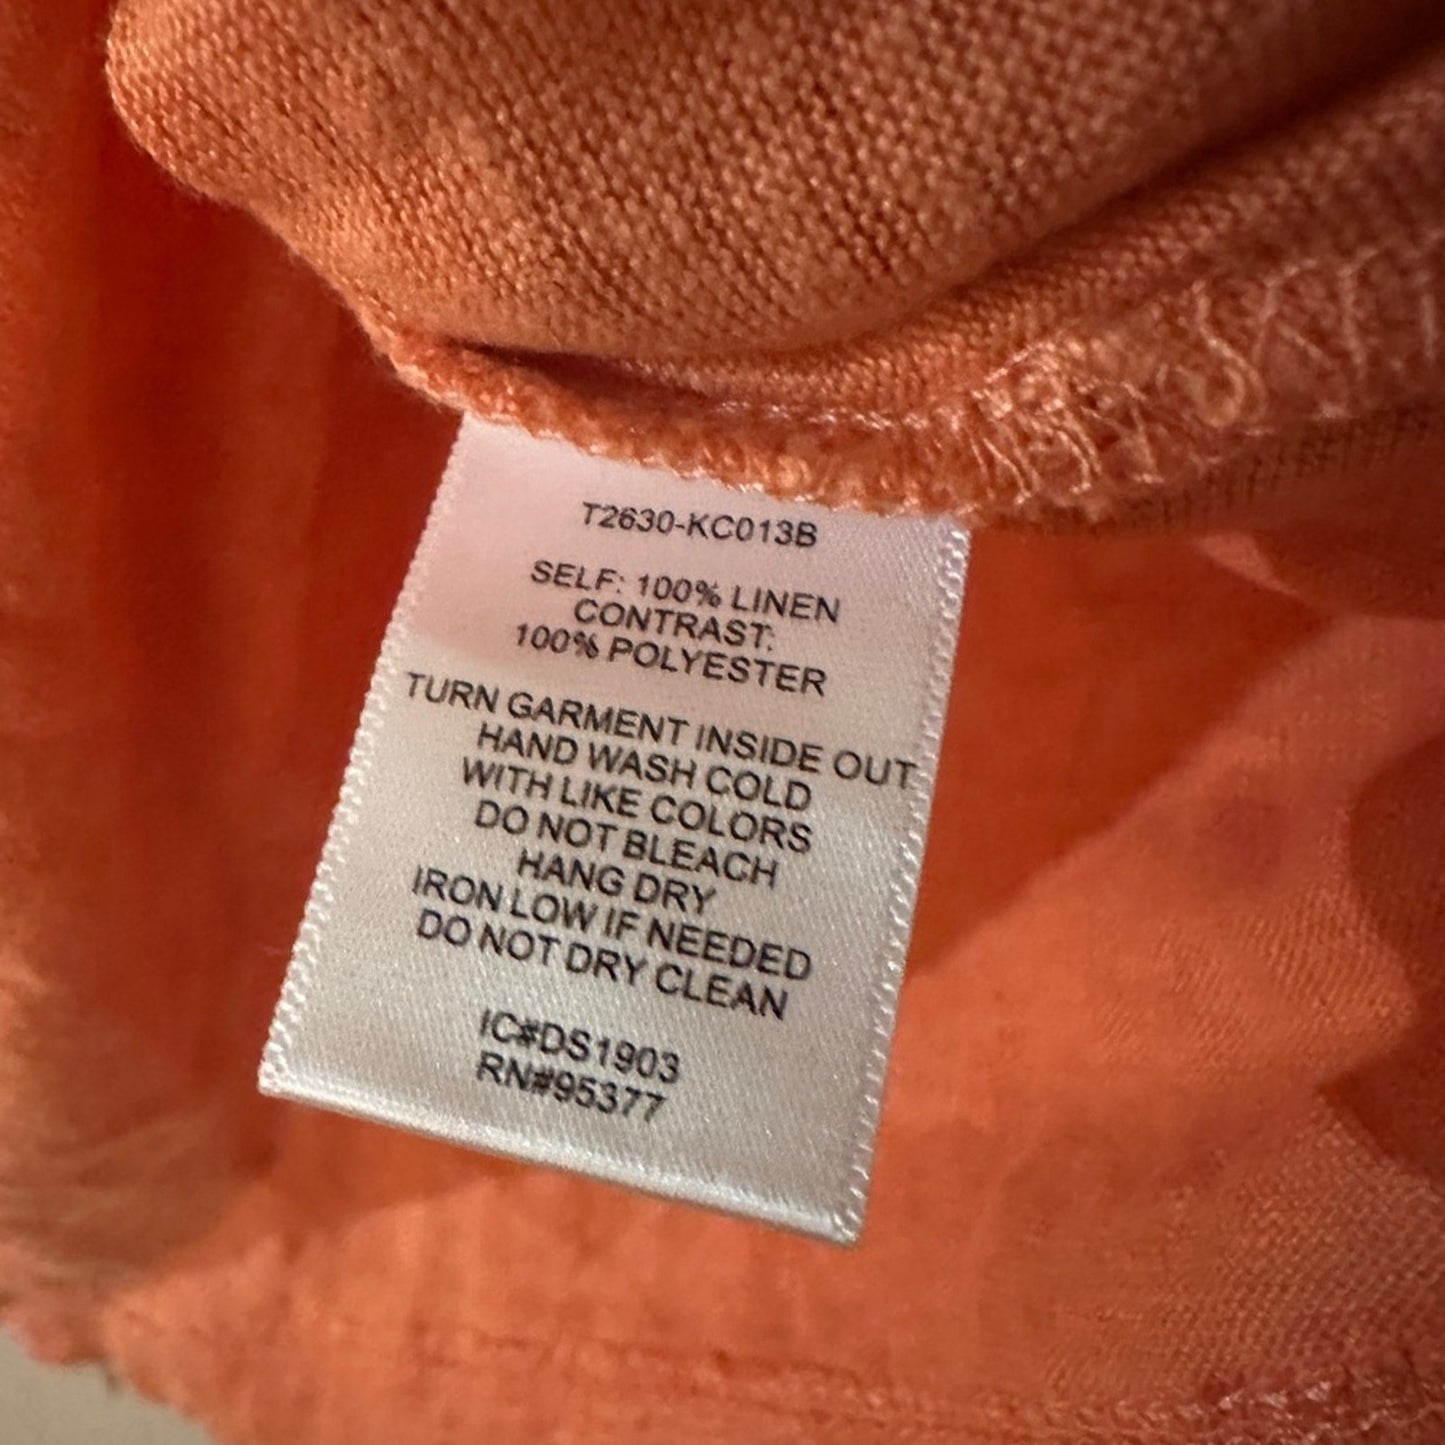 T2630-KC013B
SELF: 100% LINEN
CONTRAST:
100% POLYESTER
TURN GARMENT INSIDE OUT
HAND WASH COLD
WITH LIKE COLORS
DO NOT BLEACH
HANG DRY
IRON LOW IF NEEDED
DO NOT DRY CLEAN
IC#DS1903
RN#95377